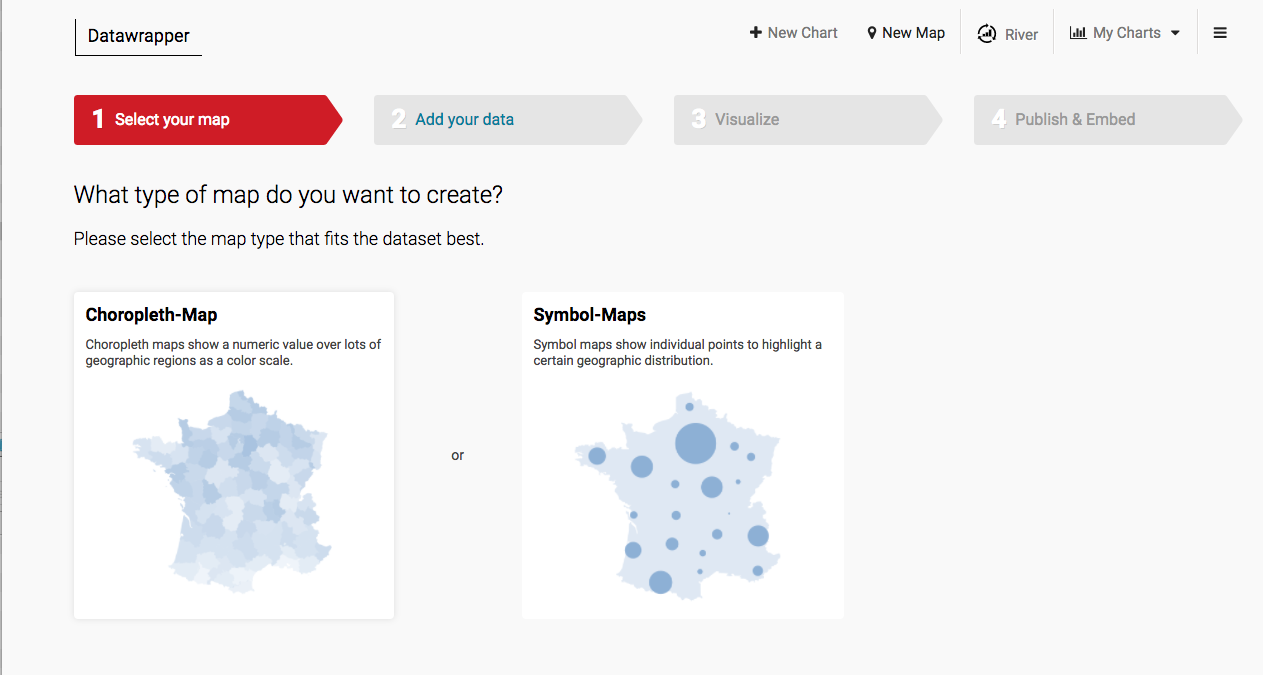 Datawrapper
New Chart
New Map
River
My Charts
1 Select your map
2 Add your data
3 Visualize
4 Publish & Embed
What type of map do you want to create?
Please select the map type that fits the dataset best.
Choropleth-Map
Choropleth maps show a numeric value over lots of
geographic regions as a color scale.
or
Symbol-Maps
Symbol maps show individual points to highlight a
certain geographic distribution.